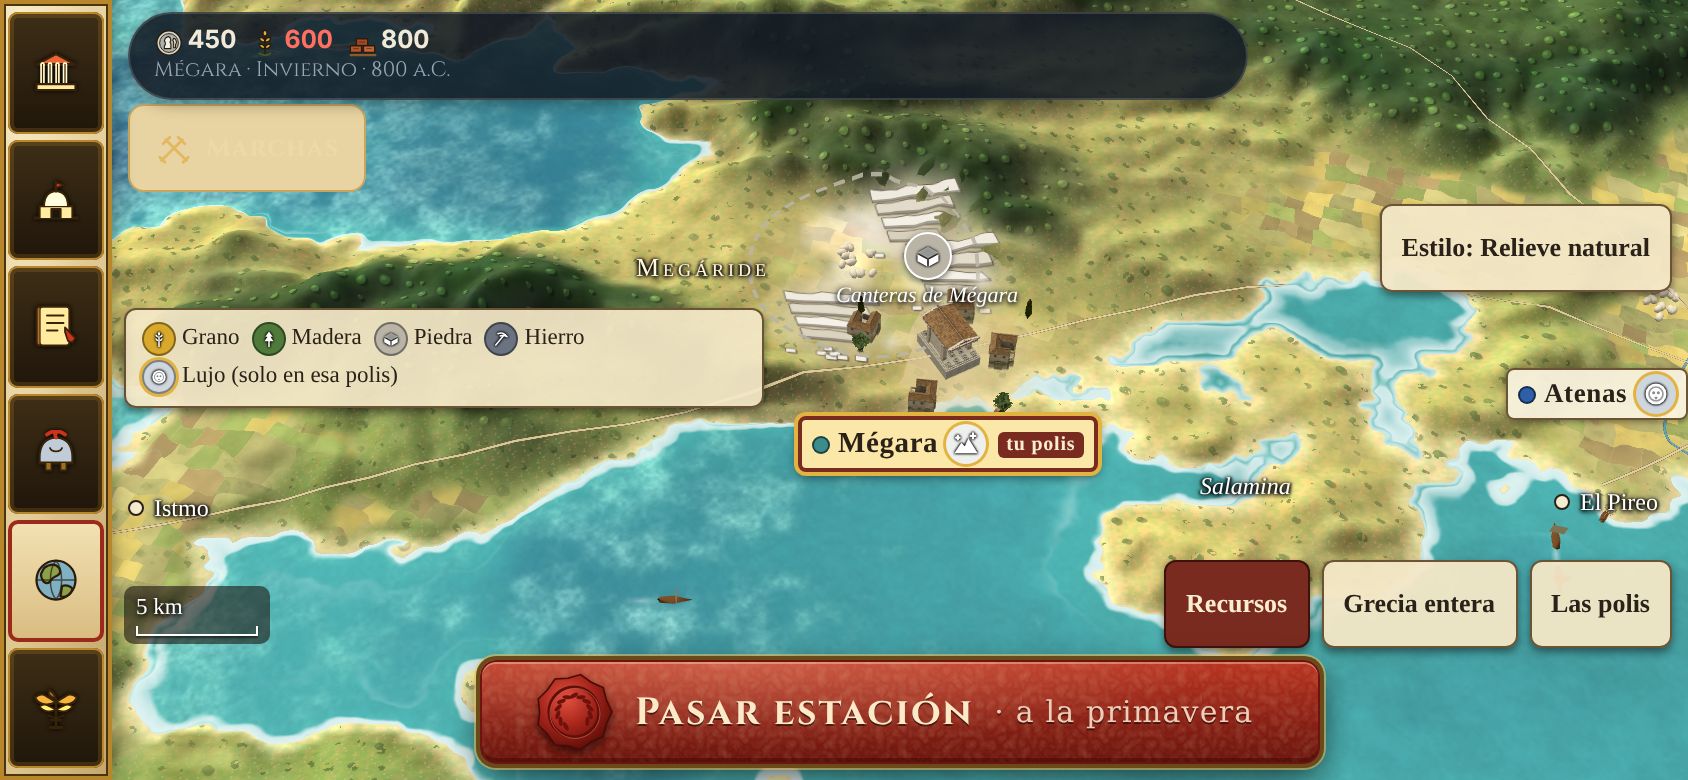 450 600 800
MÉGARA · INVIERNO · 800 A.C.
MARCHAS
MEGÁRIDE
Canteras de Mégara
Estilo: Relieve natural
Grano Madera Piedra Hierro
Lujo (solo en esa polis)
Atenas
Mégara tu polis
Salamina
El Pireo
Istmo
5 km
Recursos Grecia entera Las polis
PASAR ESTACIÓN · a la primavera